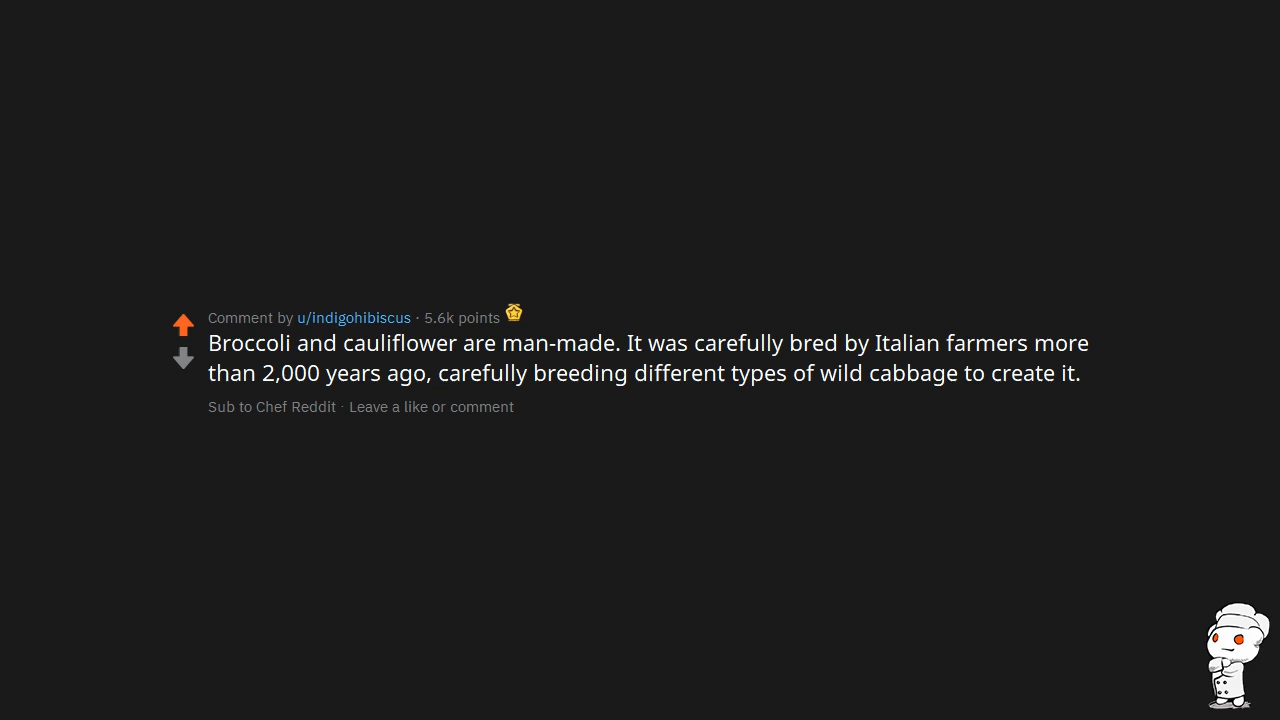 Comment by u/indigohibiscus · 5.6k points
Broccoli and cauliflower are man-made. It was carefully bred by Italian farmers more
than 2,000 years ago, carefully breeding different types of wild cabbage to create it.
Sub to Chef Reddit · Leave a like or comment